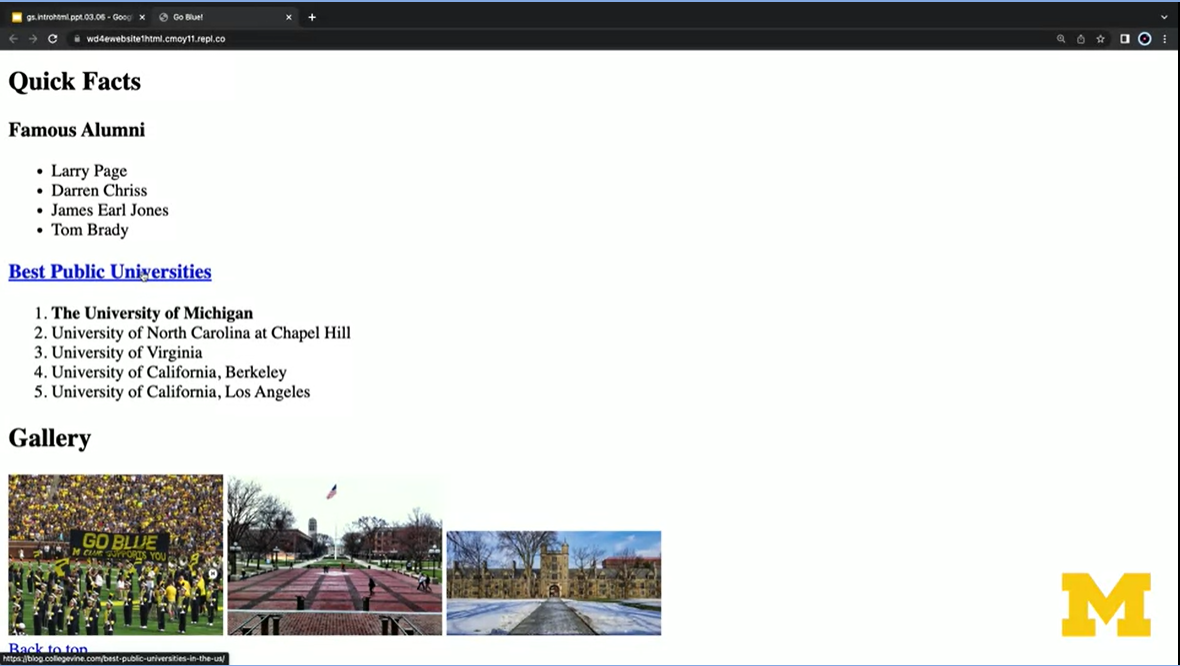 gs.introhtml.ppt.03.06 - Goog
Go Blue!
wd4ewebsite1html.cmoy11.repl.co
Quick Facts
Famous Alumni
• Larry Page
• Darren Chriss
• James Earl Jones
• Tom Brady
Best Public Universities
1. The University of Michigan
2. University of North Carolina at Chapel Hill
3. University of Virginia
4. University of California, Berkeley
5. University of California, Los Angeles
Gallery
GO BLUE
M CLUB SUPPORTS YOU
M
Back to top
https://blog.collegevine.com/best-public-universities-in-the-us/